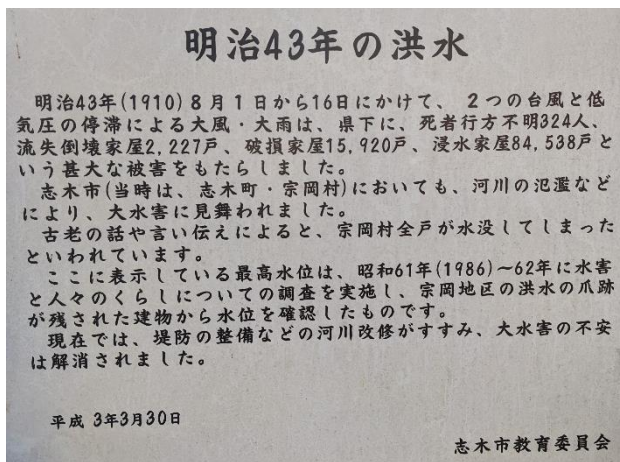 明治43年の洪水
明治43年(1910)8月1日から16日にかけて、2つの台風と低
気圧の停滞による大風・大雨は、県下に、死者行方不明324人、
流失倒壊家屋2,227戸、破損家屋15,920戸、浸水家屋84,538戸と
いう甚大な被害をもたらしました。
志木市(当時は、志木町・宗岡村)においても、河川の氾濫など
により、大水害に見舞われました。
古老の話や言い伝えによると、宗岡村全戸が水没してしまった
といわれています。
ここに表示している最高水位は、昭和61年(1986)～62年に水害
と人々のくらしについての調査を実施し、宗岡地区の洪水の爪跡
が残された建物から水位を確認したものです。
現在では、堤防の整備などの河川改修がすすみ、大水害の不安
は解消されました。
平成 3年3月30日
志木市教育委員会